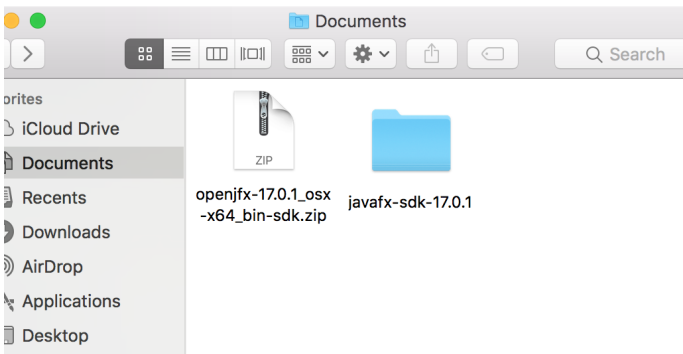 Documents
Search
orites
iCloud Drive
Documents
Recents
Downloads
AirDrop
Applications
Desktop
ZIP
openjfx-17.0.1_osx
-x64_bin-sdk.zip
javafx-sdk-17.0.1